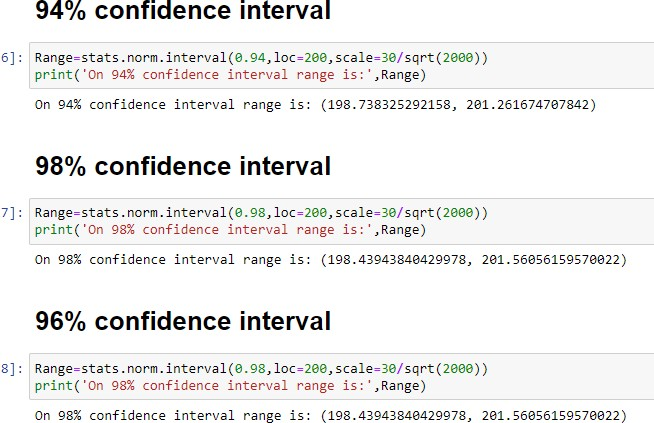 94% confidence interval
6]: Range=stats.norm.interval(0.94,loc=200,scale=30/sqrt(2000))
print('On 94% confidence interval range is:',Range)
On 94% confidence interval range is: (198.738325292158, 201.261674707842)
98% confidence interval
7]: Range=stats.norm.interval(0.98,loc=200,scale=30/sqrt(2000))
print('On 98% confidence interval range is:',Range)
On 98% confidence interval range is: (198.43943840429978, 201.56056159570022)
96% confidence interval
8]: Range=stats.norm.interval(0.98,loc=200,scale=30/sqrt(2000))
print('On 98% confidence interval range is:',Range)
On 98% confidence interval range is: (198.43943840429978, 201.56056159570022)